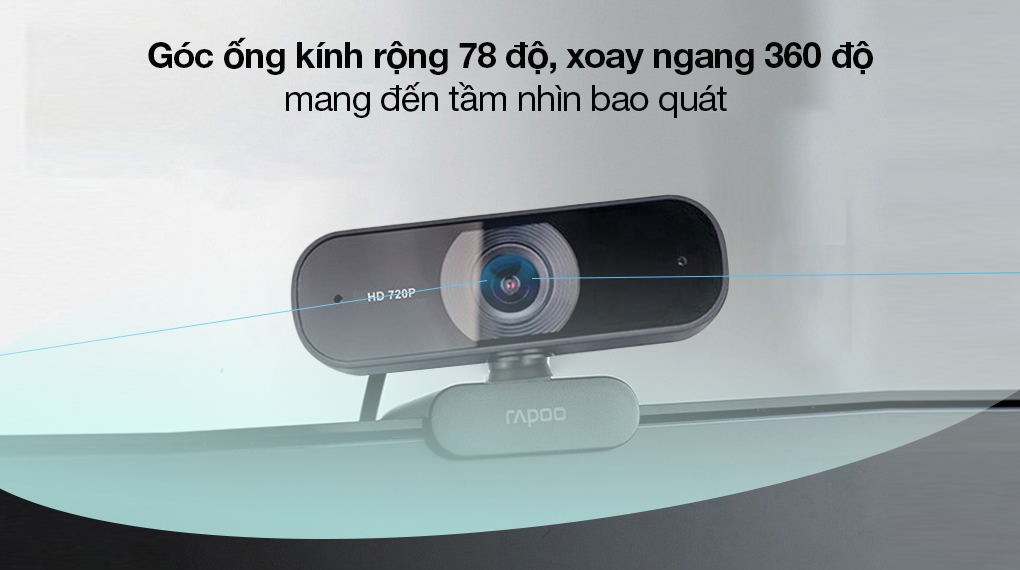 Góc ống kính rộng 78 độ, xoay ngang 360 độ
mang đến tầm nhìn bao quát
HD 720P
rapoo